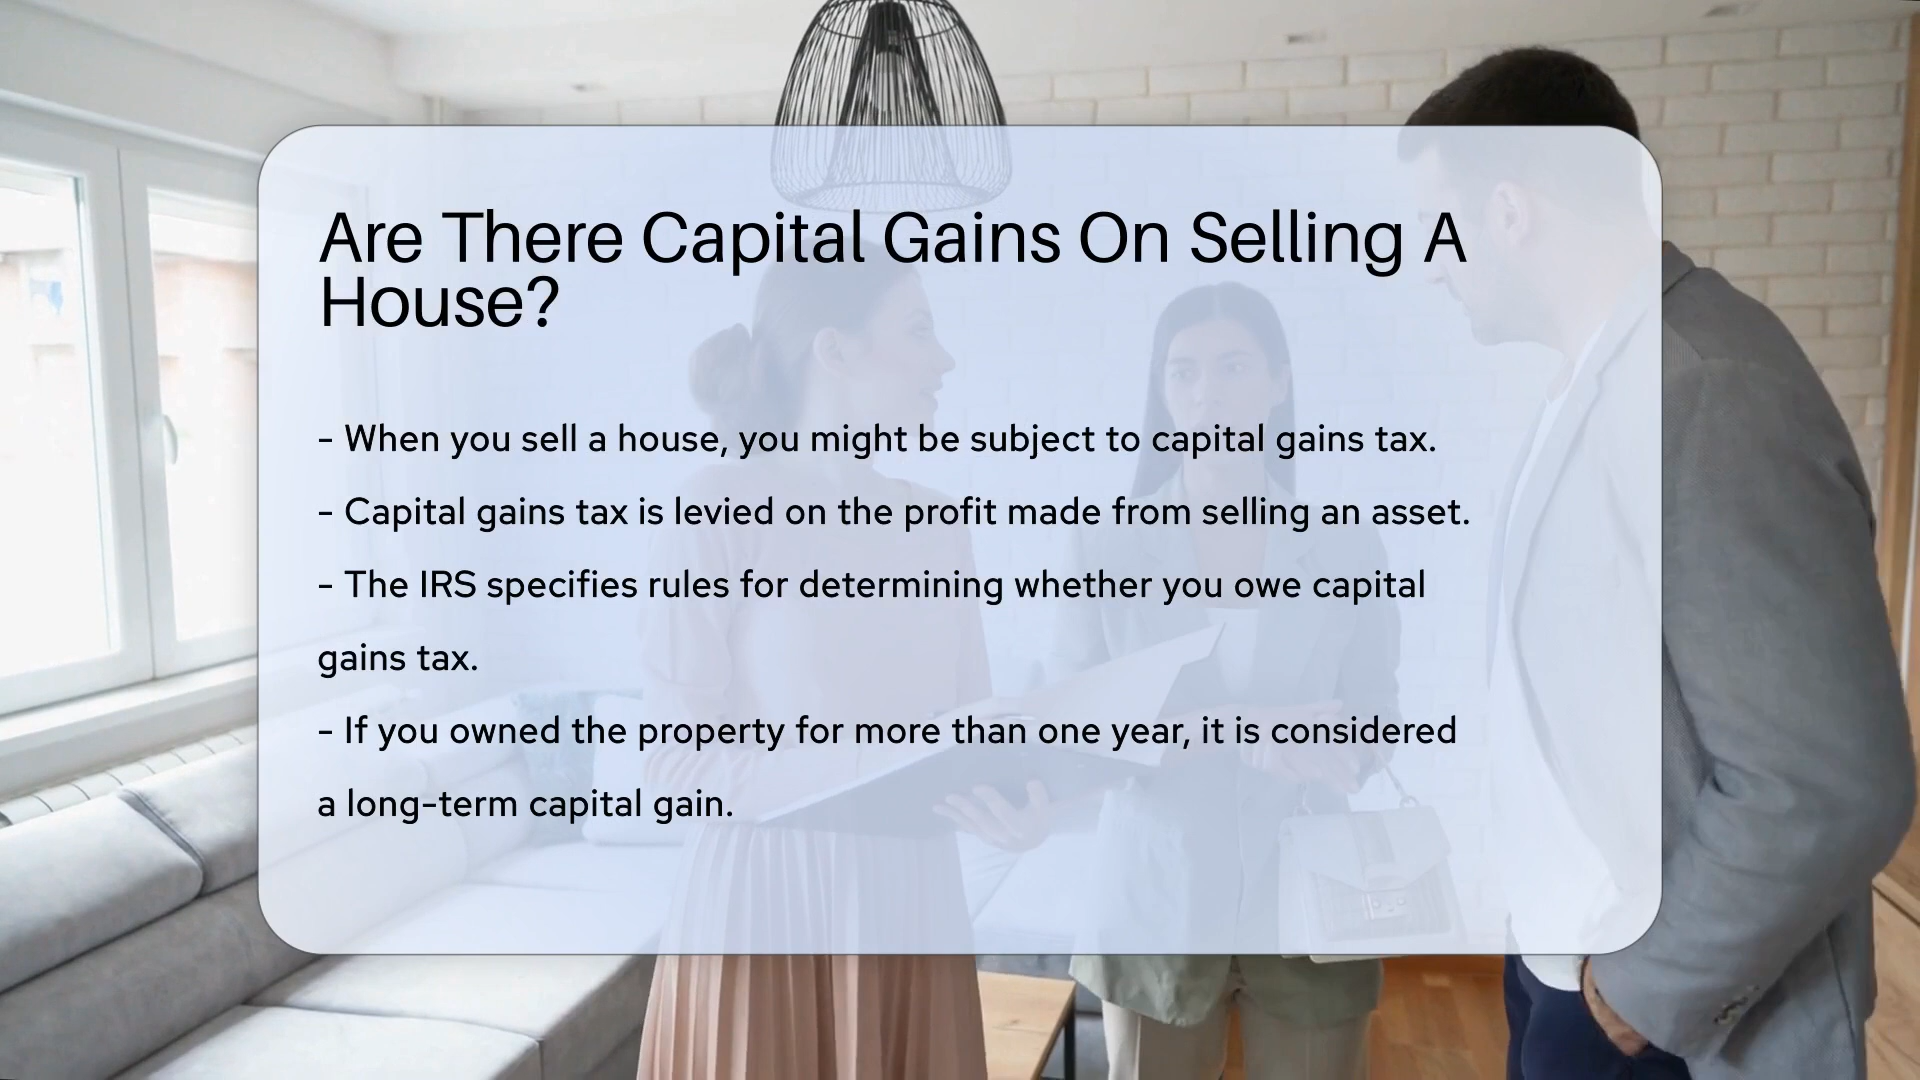 Are There Capital Gains On Selling A
House?
- When you sell a house, you might be subject to capital gains tax.
- Capital gains tax is levied on the profit made from selling an asset.
- The IRS specifies rules for determining whether you owe capital
gains tax.
- If you owned the property for more than one year, it is considered
a long-term capital gain.